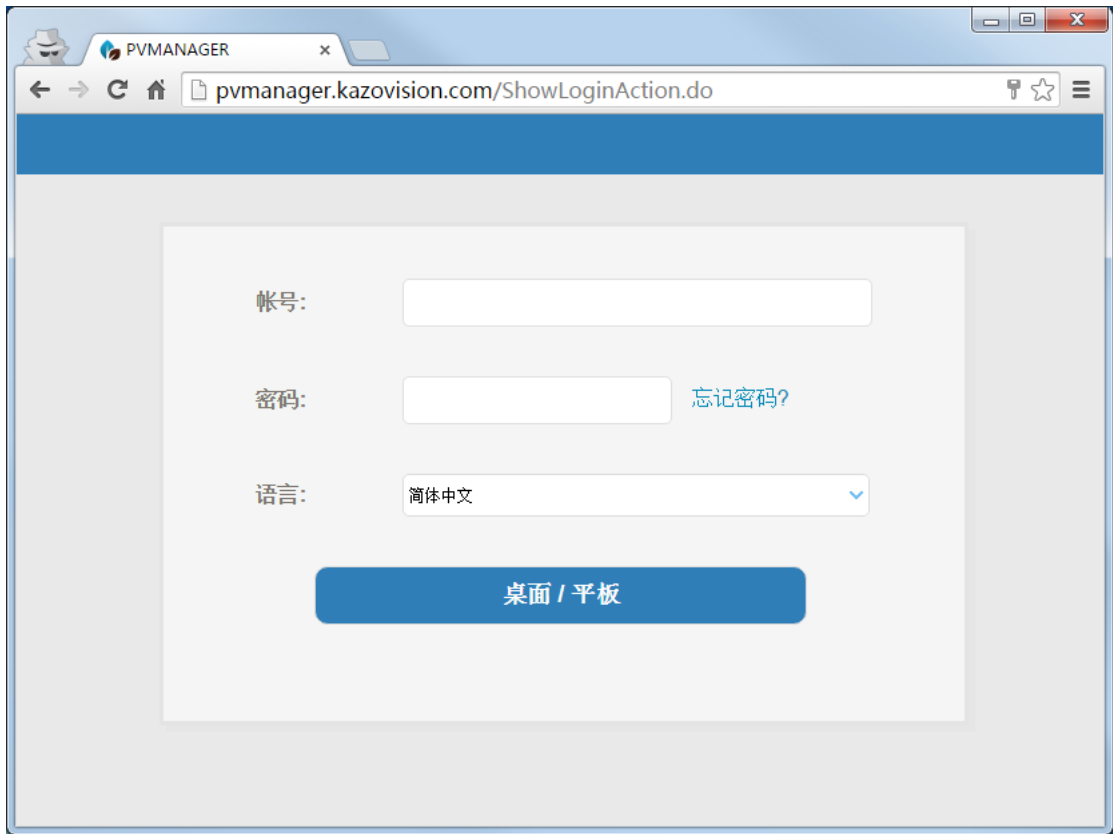 PVMANAGER
pvmanager.kazovision.com/ShowLoginAction.do
帐号:
密码: 忘记密码?
语言: 简体中文
桌面 / 平板